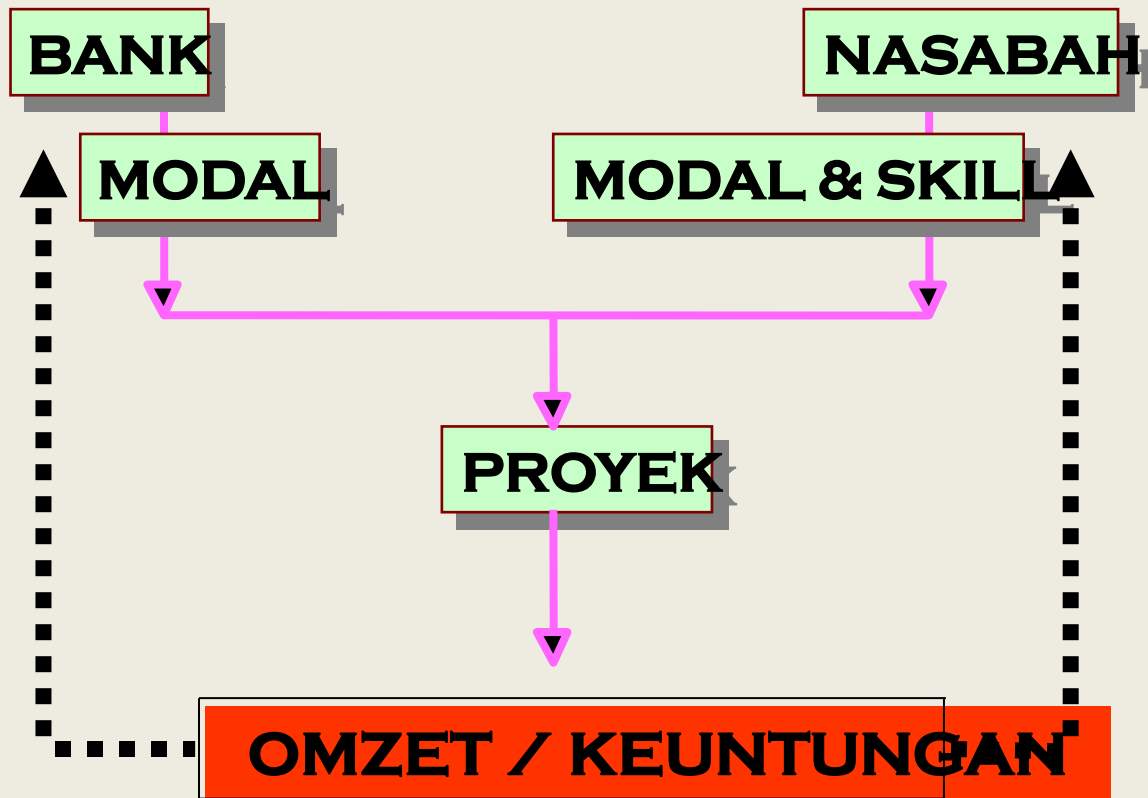 BANK
NASABAH
MODAL
MODAL & SKILL
PROYEK
OMZET / KEUNTUNGAN